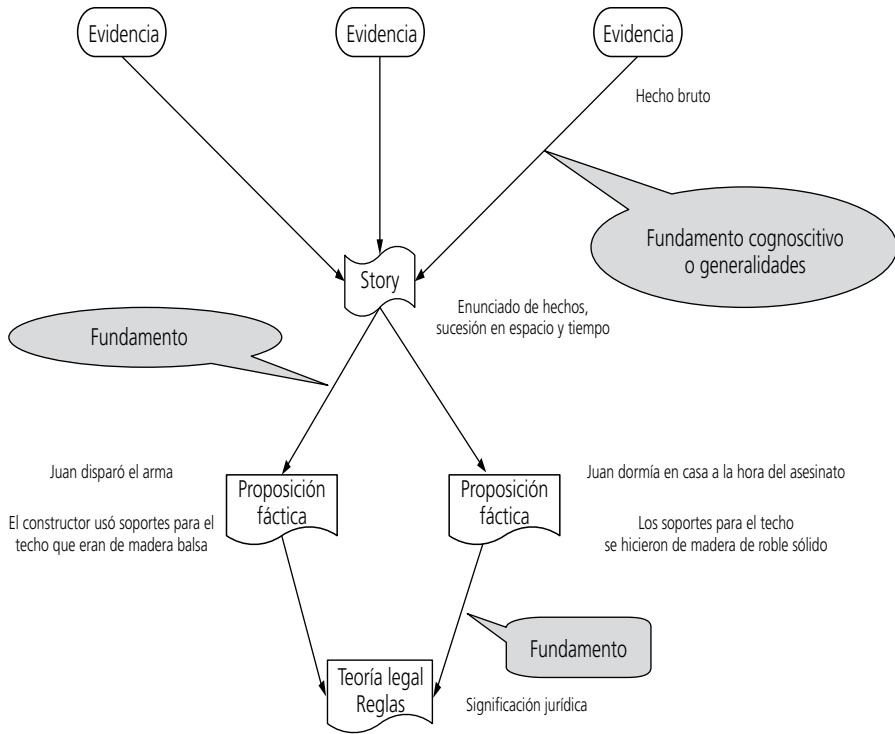 Evidencia
Evidencia
Evidencia
Hecho bruto
Fundamento cognoscitivo
o generalidades
Story
Enunciado de hechos,
sucesión en espacio y tiempo
Fundamento
Juan disparó el arma
El constructor usó soportes para el
techo que eran de madera balsa
Proposición
fáctica
Proposición
fáctica
Juan dormía en casa a la hora del asesinato
Los soportes para el techo
se hicieron de madera de roble sólido
Fundamento
Teoría legal
Reglas
Significación jurídica